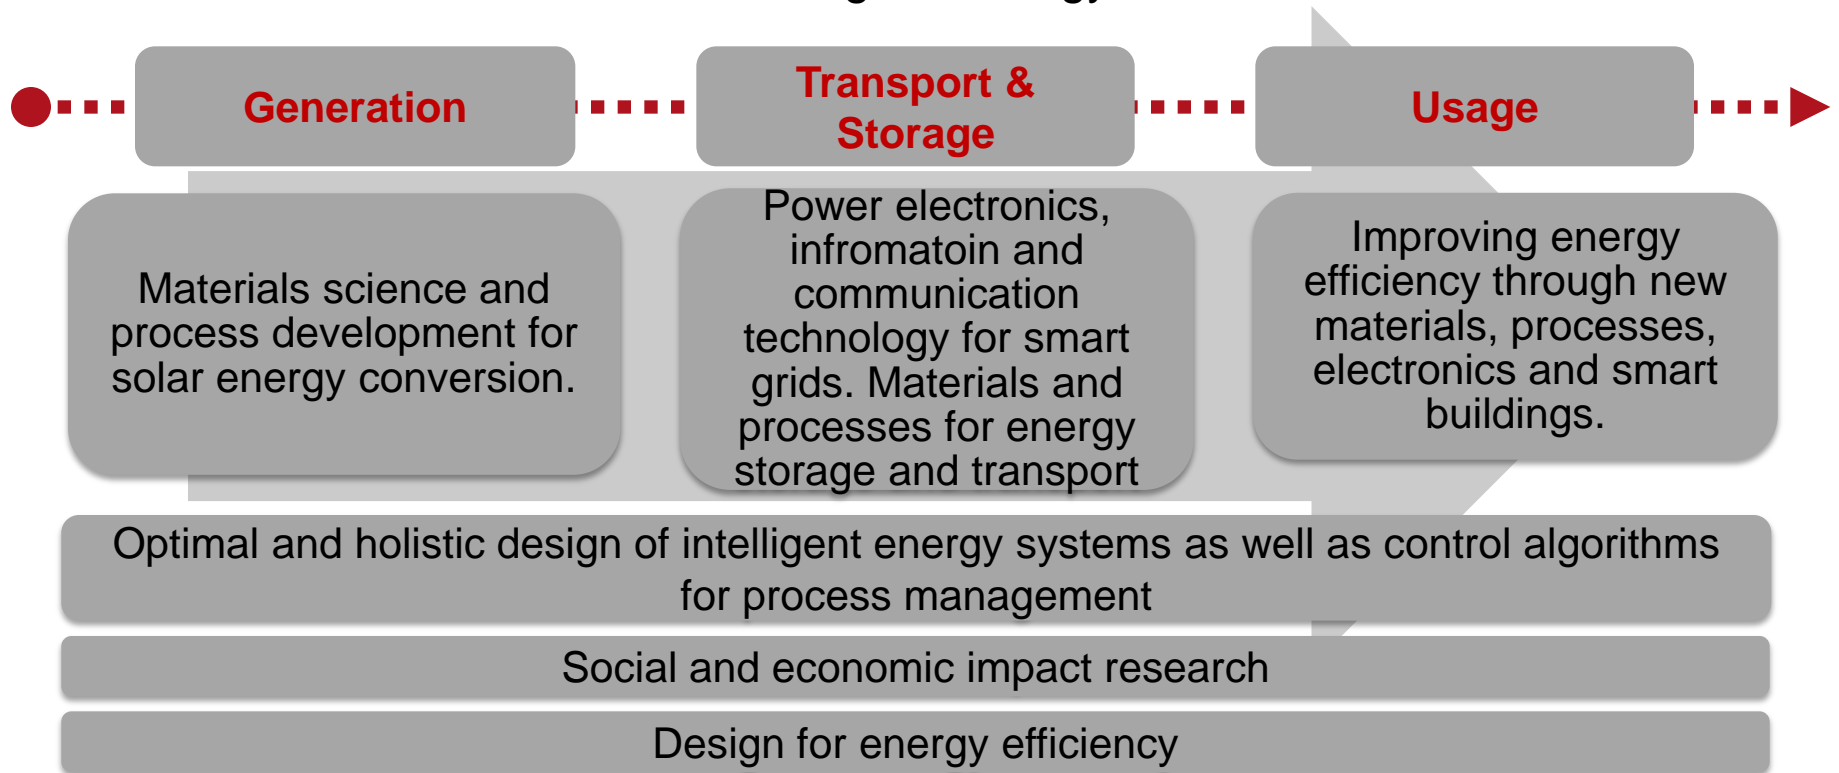 Generation
Transport &
Storage
Usage
Materials science and
process development for
solar energy conversion.
Power electronics,
infromatoin and
communication
technology for smart
grids. Materials and
processes for energy
storage and transport
Improving energy
efficiency through new
materials, processes,
electronics and smart
buildings.
Optimal and holistic design of intelligent energy systems as well as control algorithms
for process management
Social and economic impact research
Design for energy efficiency